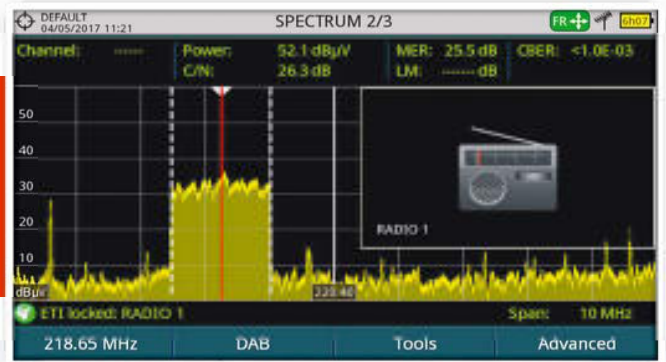 DEFAULT
04/05/2017 11:21
SPECTRUM 2/3
FR
6h07
Channel: -----
Power: 52.1 dBµV
MER: 25.5 dB
CBER: <1.0E-03
C/N: 26.3 dB
LM: ------- dB
50
40
30
20
10
dBµV
RADIO 1
220.40
ETI locked: RADIO 1
Span: 10 MHz
218.65 MHz
DAB
Tools
Advanced